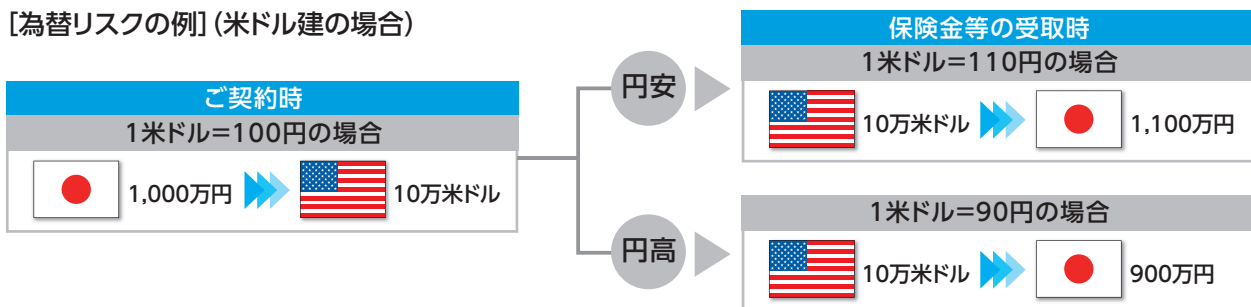 [為替リスクの例](米ドル建の場合)
ご契約時
1米ドル=100円の場合
1,000万円 10万米ドル
円安
保険金等の受取時
1米ドル=110円の場合
10万米ドル 1,100万円
円高
1米ドル=90円の場合
10万米ドル 900万円